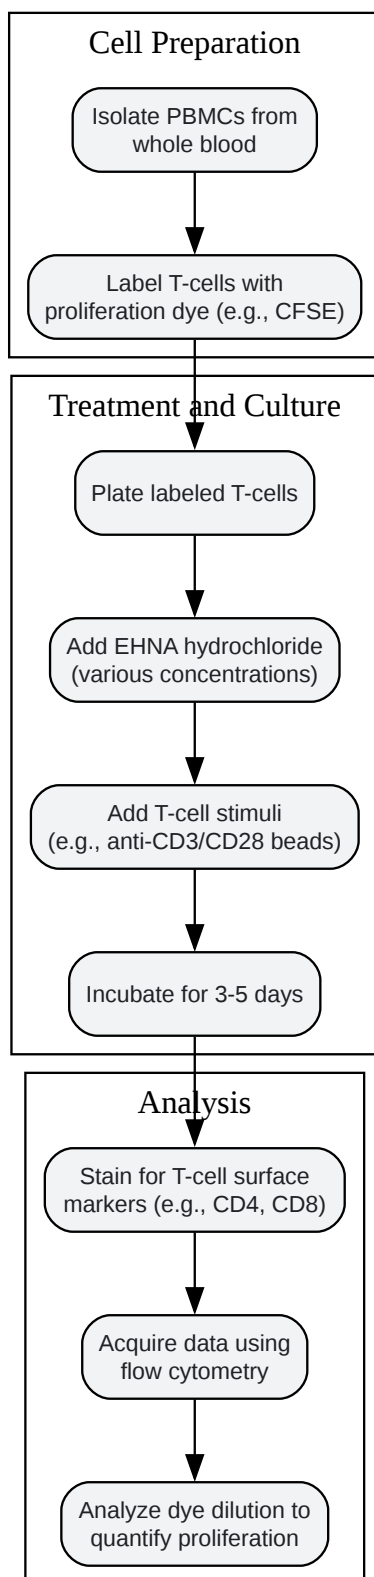 Cell Preparation
Isolate PBMCs from
whole blood
Label T-cells with
proliferation dye (e.g., CFSE)
Treatment and Culture
Plate labeled T-cells
Add EHNA hydrochloride
(various concentrations)
Add T-cell stimuli
(e.g., anti-CD3/CD28 beads)
Incubate for 3-5 days
Analysis
Stain for T-cell surface
markers (e.g., CD4, CD8)
Acquire data using
flow cytometry
Analyze dye dilution to
quantify proliferation